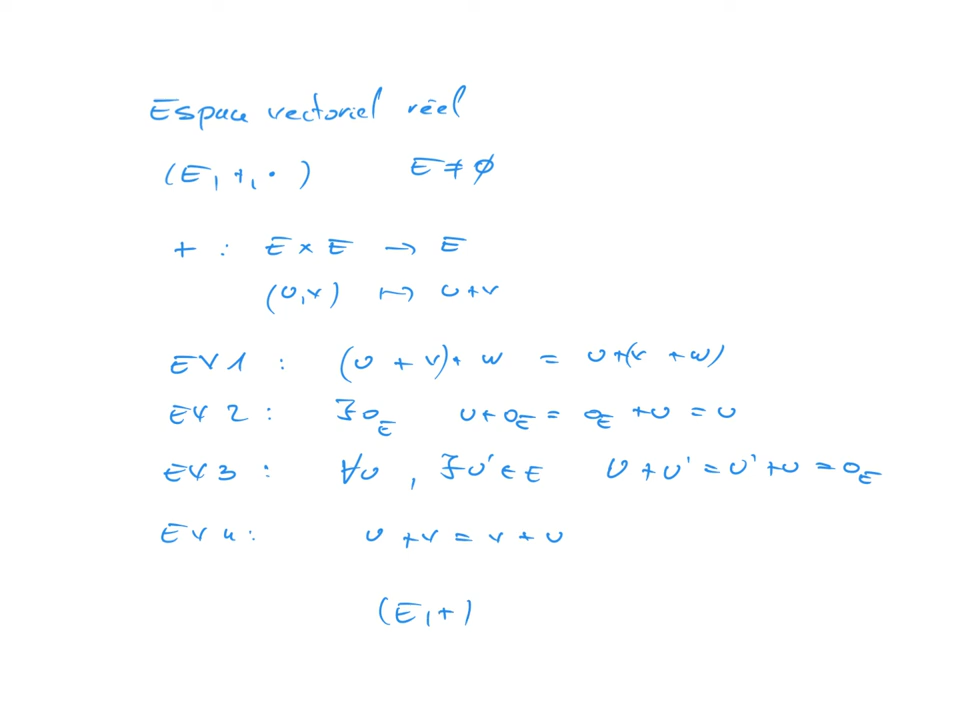 Espace vectoriel réel
(E, +, ·) E ≠ ∅
+ : E × E → E
(u,v) ↦ u+v
EV1 : (u + v)+ w = u+(v + w)
EV2 : ∃ 0_E u+0_E = 0_E +u = u
EV3 : ∀u , ∃u' ∈ E u + u' = u' + u = 0_E
EV4 : u + v = v + u
(E, +)